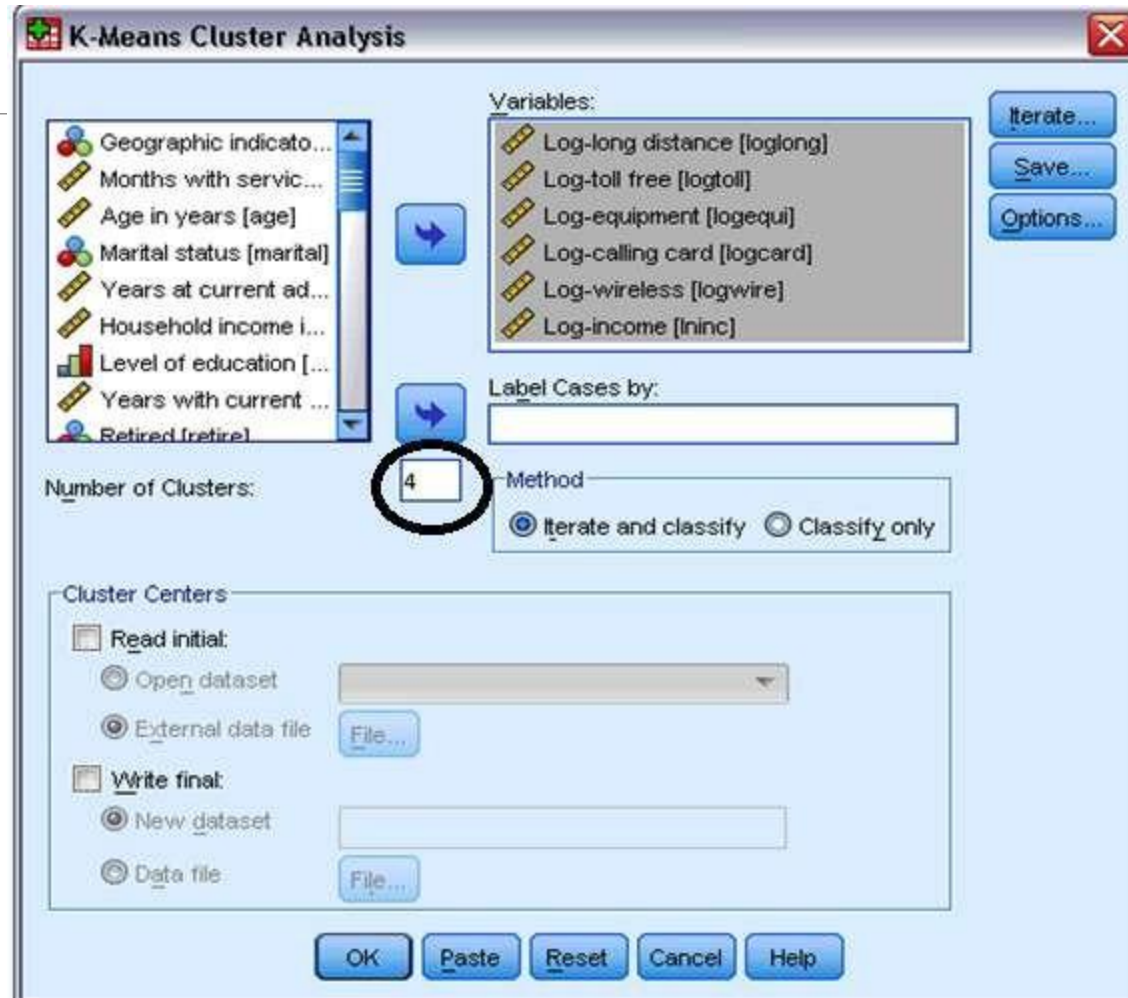 K-Means Cluster Analysis
Variables:
Geographic indicato...
Months with servic...
Age in years [age]
Marital status [marital]
Years at current ad...
Household income i...
Level of education [...
Years with current ...
Retired [retire]
Log-long distance [loglong]
Log-toll free [logtoll]
Log-equipment [logequi]
Log-calling card [logcard]
Log-wireless [logwire]
Log-income [lninc]
Iterate...
Save...
Options...
Label Cases by:
Number of Clusters: 4
Method
Iterate and classify Classify only
Cluster Centers
Read initial:
Open dataset
External data file File...
Write final:
New dataset
Data file File...
OK Paste Reset Cancel Help